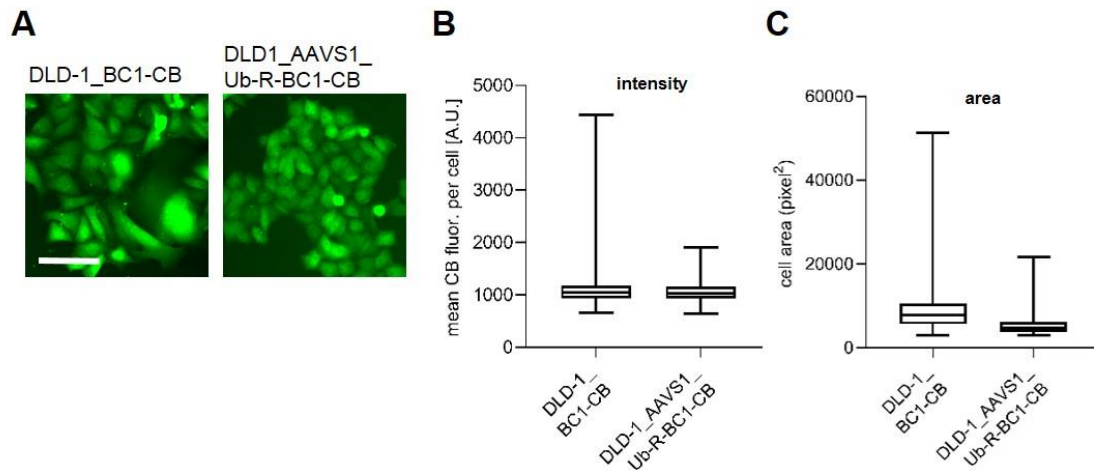 A
DLD-1_BC1-CB
DLD1_AAVS1_
Ub-R-BC1-CB
B
intensity
mean CB fluor. per cell [A.U.]
5000
4000
3000
2000
1000
0
DLD-1_
BC1-CB
DLD-1_AAVS1_
Ub-R-BC1-CB
C
area
cell area (pixel²)
60000
40000
20000
0
DLD-1_
BC1-CB
DLD-1_AAVS1_
Ub-R-BC1-CB